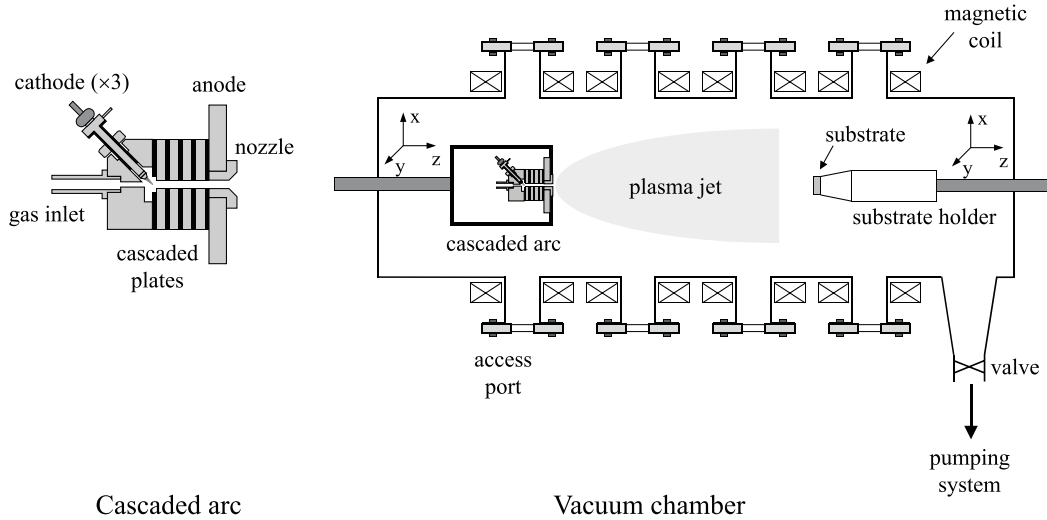 cathode (×3)
anode
nozzle
gas inlet
cascaded
plates
Cascaded arc
magnetic
coil
x
y
z
cascaded arc
plasma jet
substrate
x
y
z
substrate holder
access
port
valve
pumping
system
Vacuum chamber